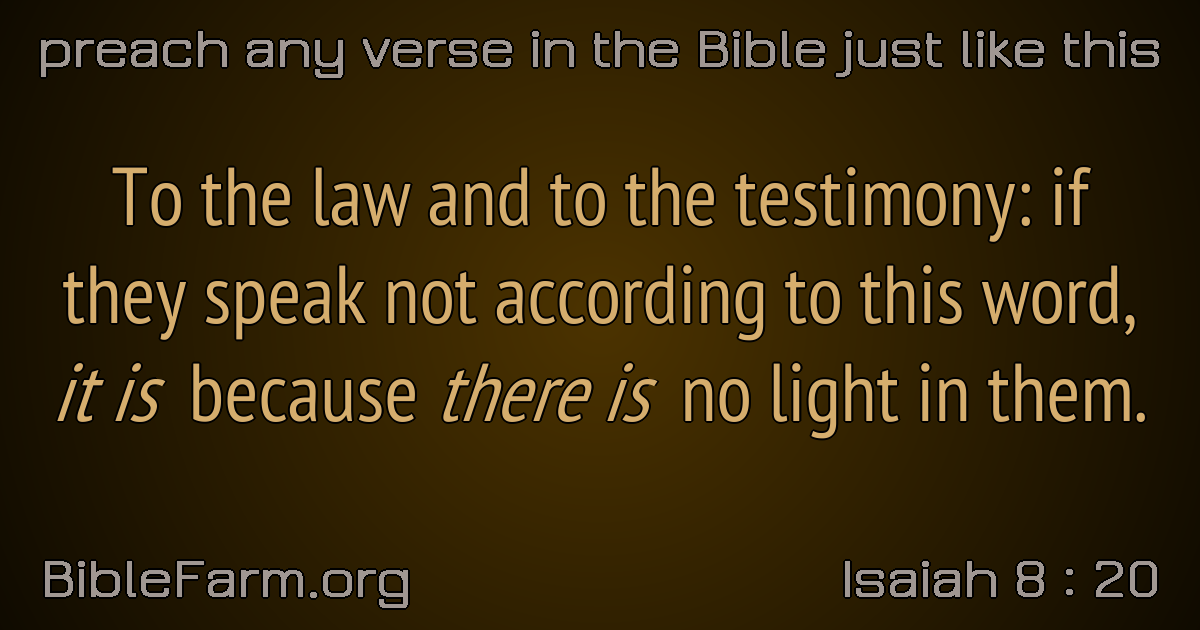 preach any verse in the Bible just like this
To the law and to the testimony: if
they speak not according to this word,
it is because there is no light in them.
BibleFarm.org
Isaiah 8 : 20